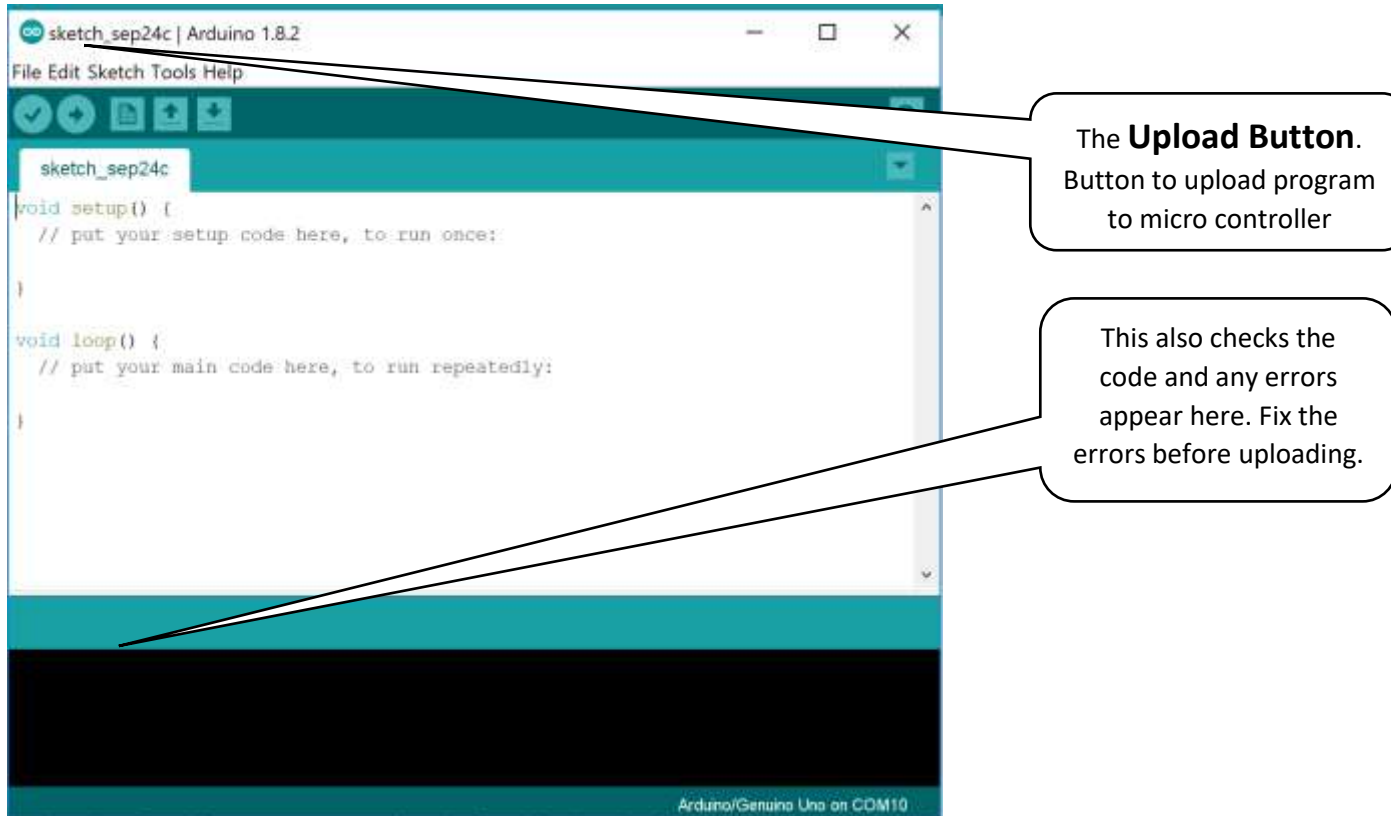 sketch_sep24c | Arduino 1.8.2
File Edit Sketch Tools Help
sketch_sep24c
void setup() {
// put your setup code here, to run once:
}
void loop() {
// put your main code here, to run repeatedly:
}
Arduino/Genuino Uno on COM10
The Upload Button.
Button to upload program
to micro controller
This also checks the
code and any errors
appear here. Fix the
errors before uploading.